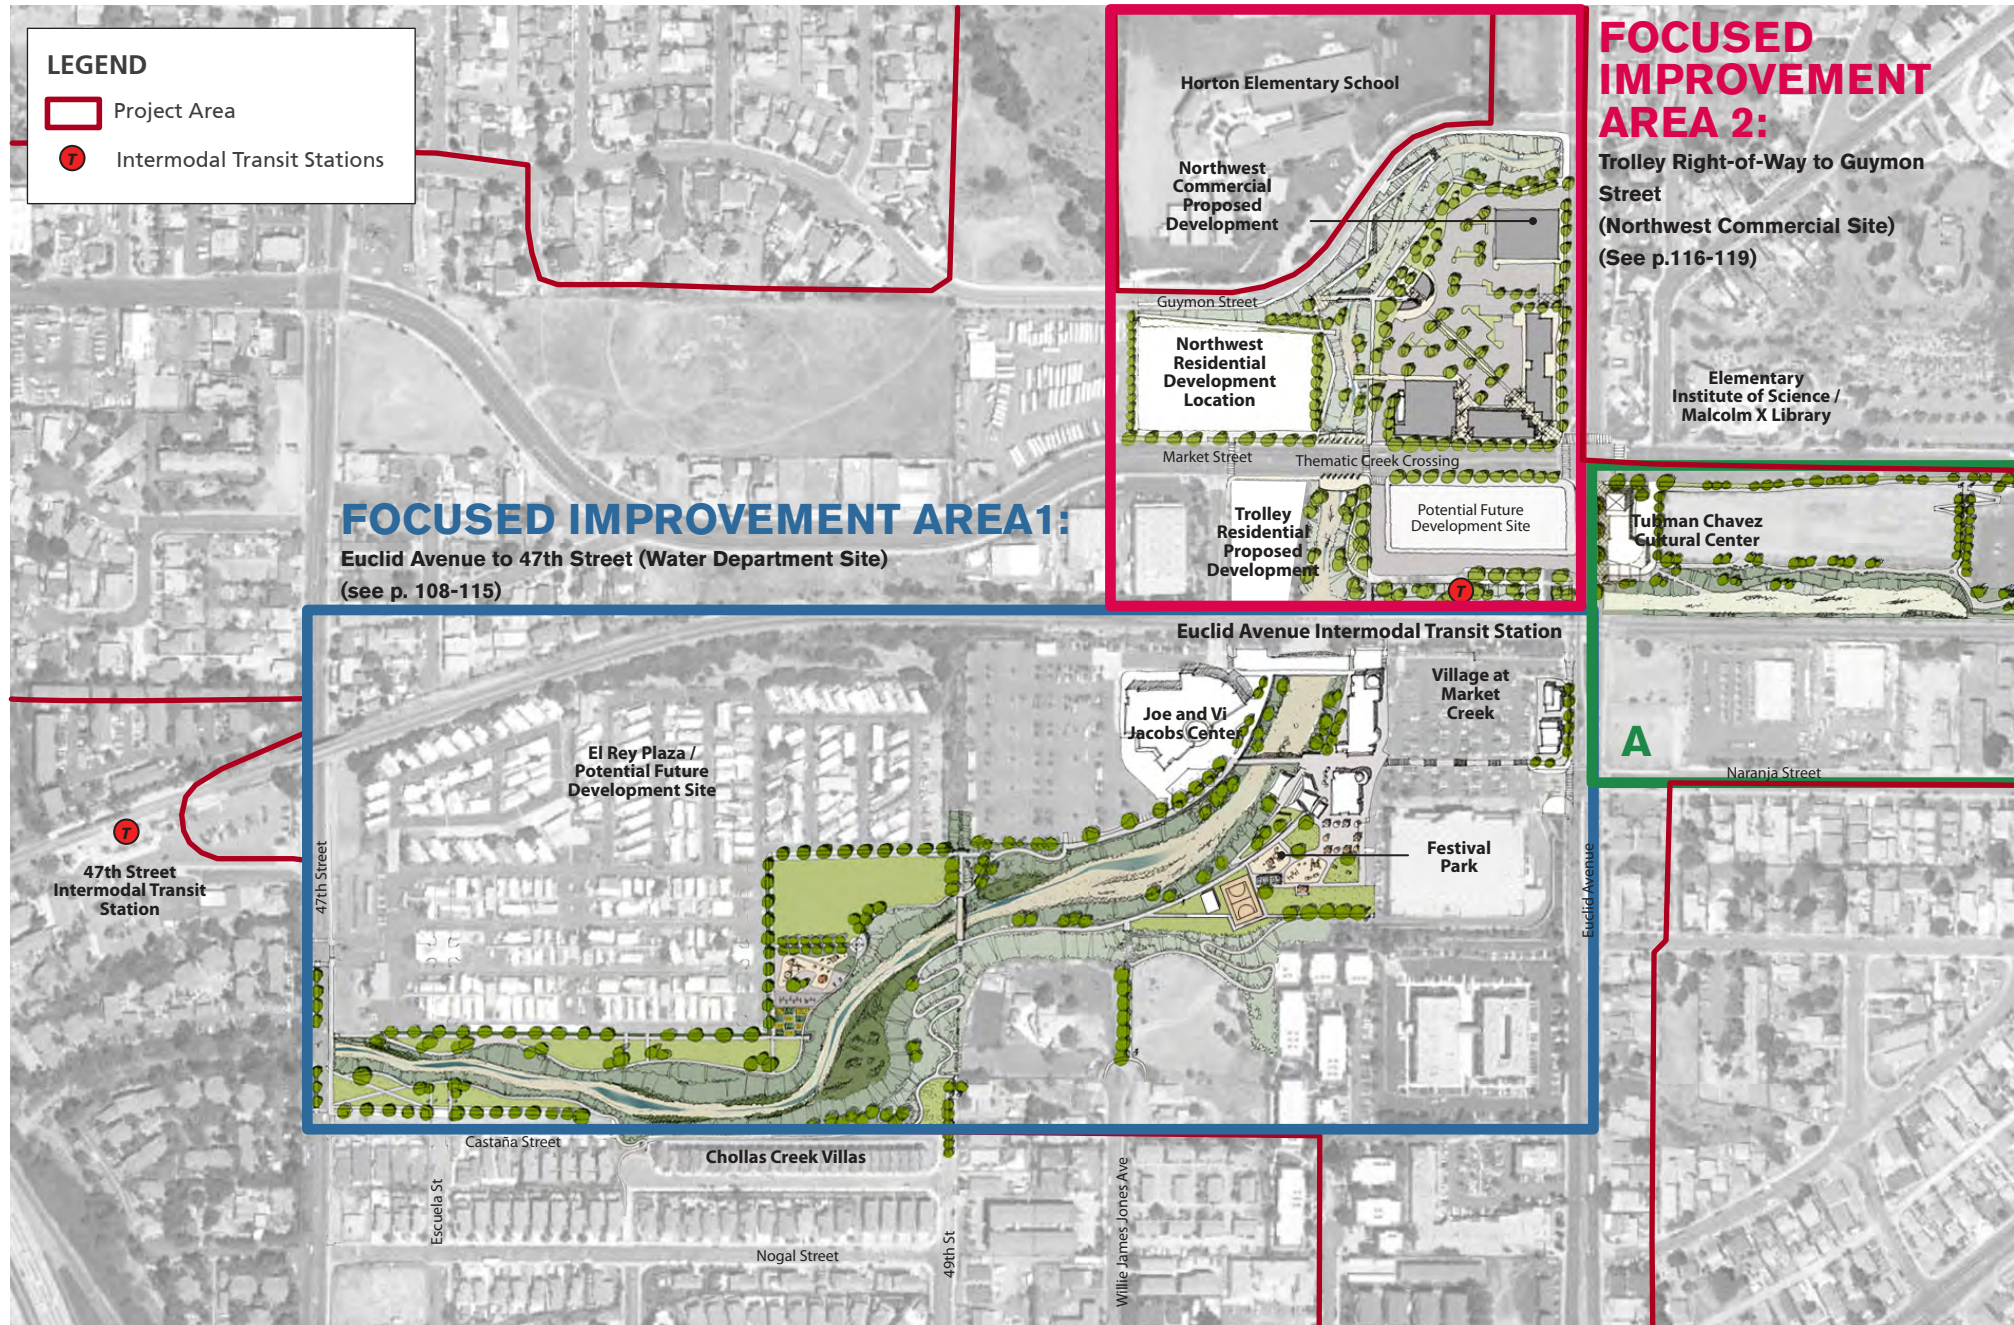 LEGEND
Project Area
T
Intermodal Transit Stations
Horton Elementary School
Northwest
Commercial
Proposed
Development
FOCUSED
IMPROVEMENT
AREA 2:
Trolley Right-of-Way to Guymon
Street
(Northwest Commercial Site)
(See p.116-119)
Guymon Street
Northwest
Residential
Development
Location
Elementary
Institute of Science /
Malcolm X Library
Market Street
Thematic Creek Crossing
FOCUSED IMPROVEMENT AREA1:
Euclid Avenue to 47th Street (Water Department Site)
(see p. 108-115)
Trolley
Residential
Proposed
Development
Potential Future
Development Site
Tubman Chavez
Cultural Center
T
Euclid Avenue Intermodal Transit Station
Village at
Market
Creek
Joe and Vi
Jacobs Center
El Rey Plaza /
Potential Future
Development Site
A
Naranja Street
T
47th Street
Intermodal Transit
Station
47th Street
Festival
Park
Euclid Avenue
Castaña Street
Chollas Creek Villas
Escuela St
Nogal Street
49th St
Willie James Jones Ave